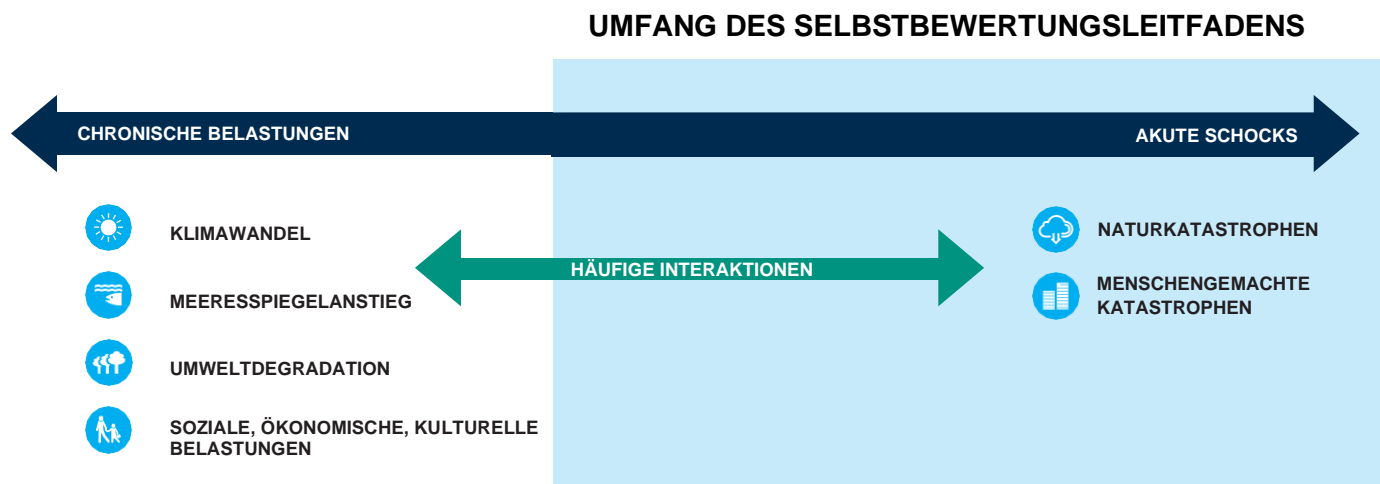 UMFANG DES SELBSTBEWERTUNGSLEITFADENS
CHRONISCHE BELASTUNGEN
AKUTE SCHOCKS
KLIMAWANDEL
MEERESSPIEGELANSTIEG
UMWELTDEGRADATION
SOZIALE, ÖKONOMISCHE, KULTURELLE
BELASTUNGEN
HÄUFIGE INTERAKTIONEN
NATURKATASTROPHEN
MENSCHENGEMACHTE
KATASTROPHEN